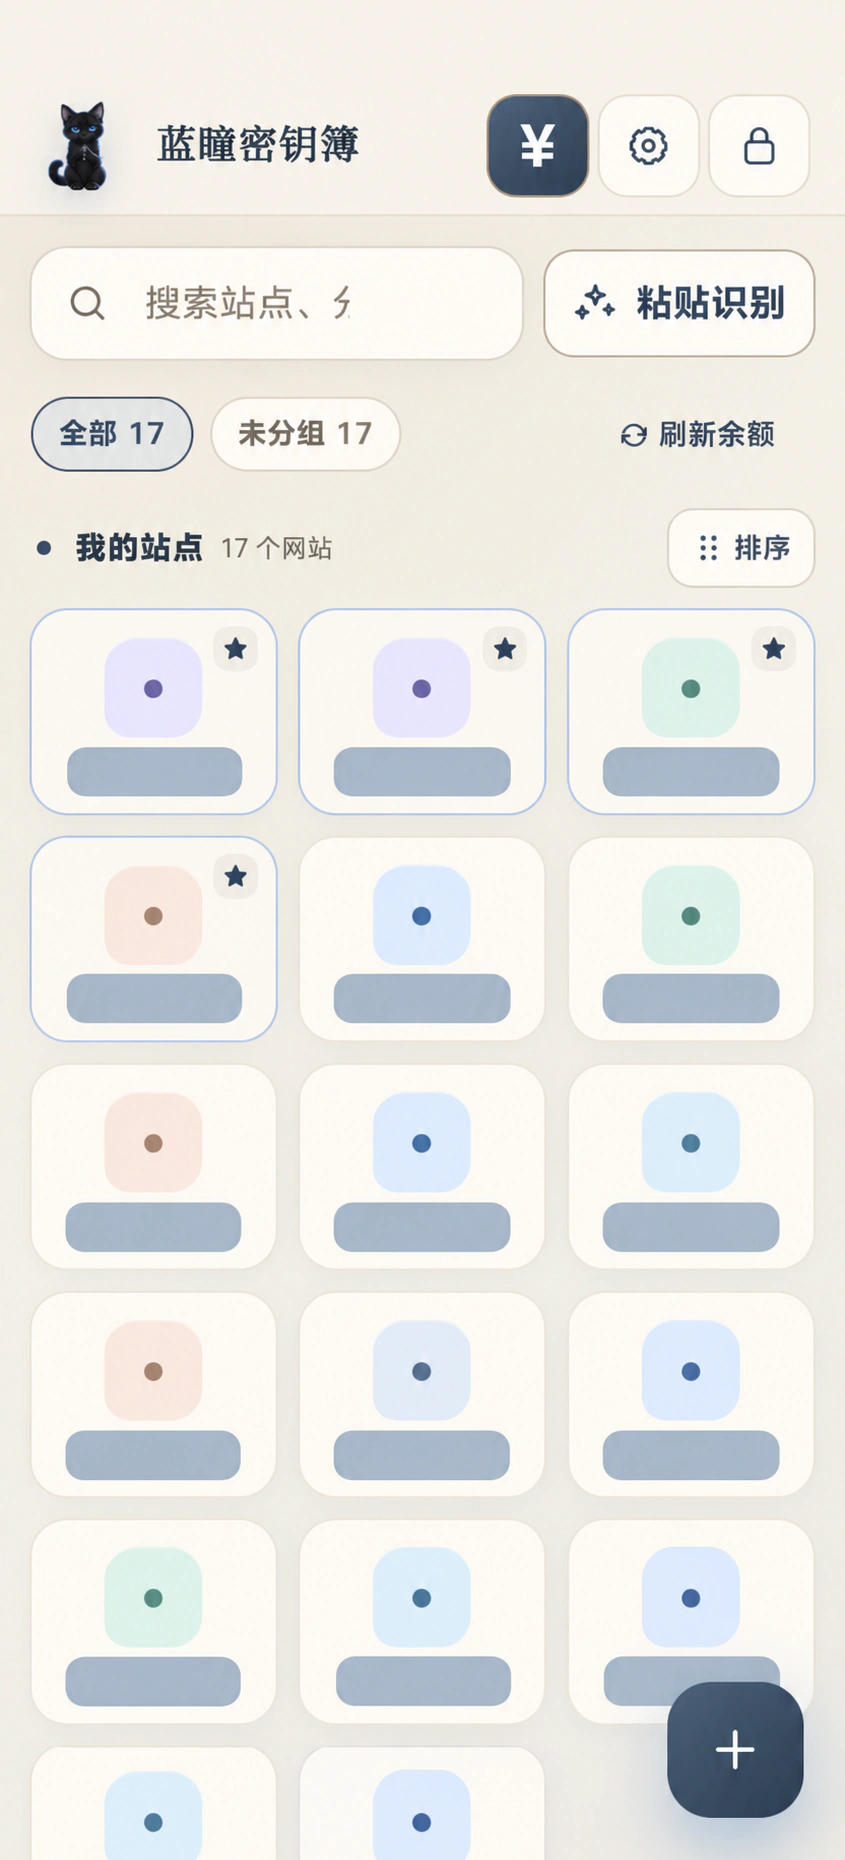 蓝瞳密钥簿
¥
搜索站点、
粘贴识别
全部 17
未分组 17
刷新余额
我的站点 17 个网站
排序